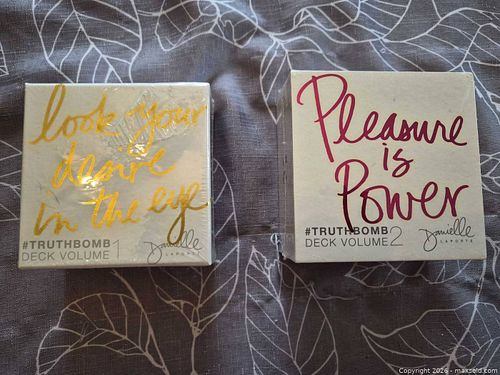 look your
desire
in the eye
#TRUTHBOMB
DECK VOLUME 1
Danielle
LAPORTE
Pleasure
is
Power
#TRUTHBOMB
DECK VOLUME 2
Danielle
LAPORTE
Copyright 2026 - maxsold.com